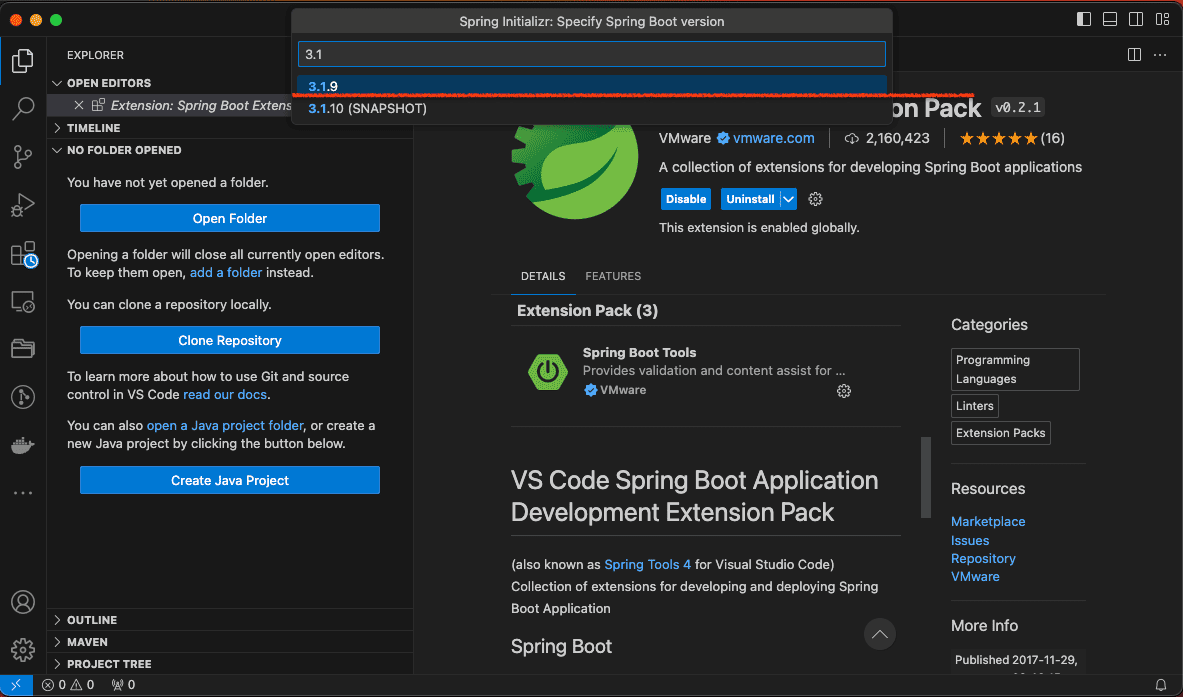 Spring Initializr: Specify Spring Boot version
3.1
3.1.9
3.1.10 (SNAPSHOT)
EXPLORER
OPEN EDITORS
Extension: Spring Boot Extens
TIMELINE
NO FOLDER OPENED
You have not yet opened a folder.
Open Folder
Opening a folder will close all currently open editors.
To keep them open, add a folder instead.
You can clone a repository locally.
Clone Repository
To learn more about how to use Git and source
control in VS Code read our docs.
You can also open a Java project folder, or create a
new Java project by clicking the button below.
Create Java Project
OUTLINE
MAVEN
PROJECT TREE
0 0 0
on Pack v0.2.1
VMware vmware.com 2,160,423 (16)
A collection of extensions for developing Spring Boot applications
Disable Uninstall
This extension is enabled globally.
DETAILS FEATURES
Extension Pack (3)
Spring Boot Tools
Provides validation and content assist for ...
VMware
VS Code Spring Boot Application
Development Extension Pack
(also known as Spring Tools 4 for Visual Studio Code)
Collection of extensions for developing and deploying Spring
Boot Application
Spring Boot
Categories
Programming
Languages
Linters
Extension Packs
Resources
Marketplace
Issues
Repository
VMware
More Info
Published 2017-11-29,